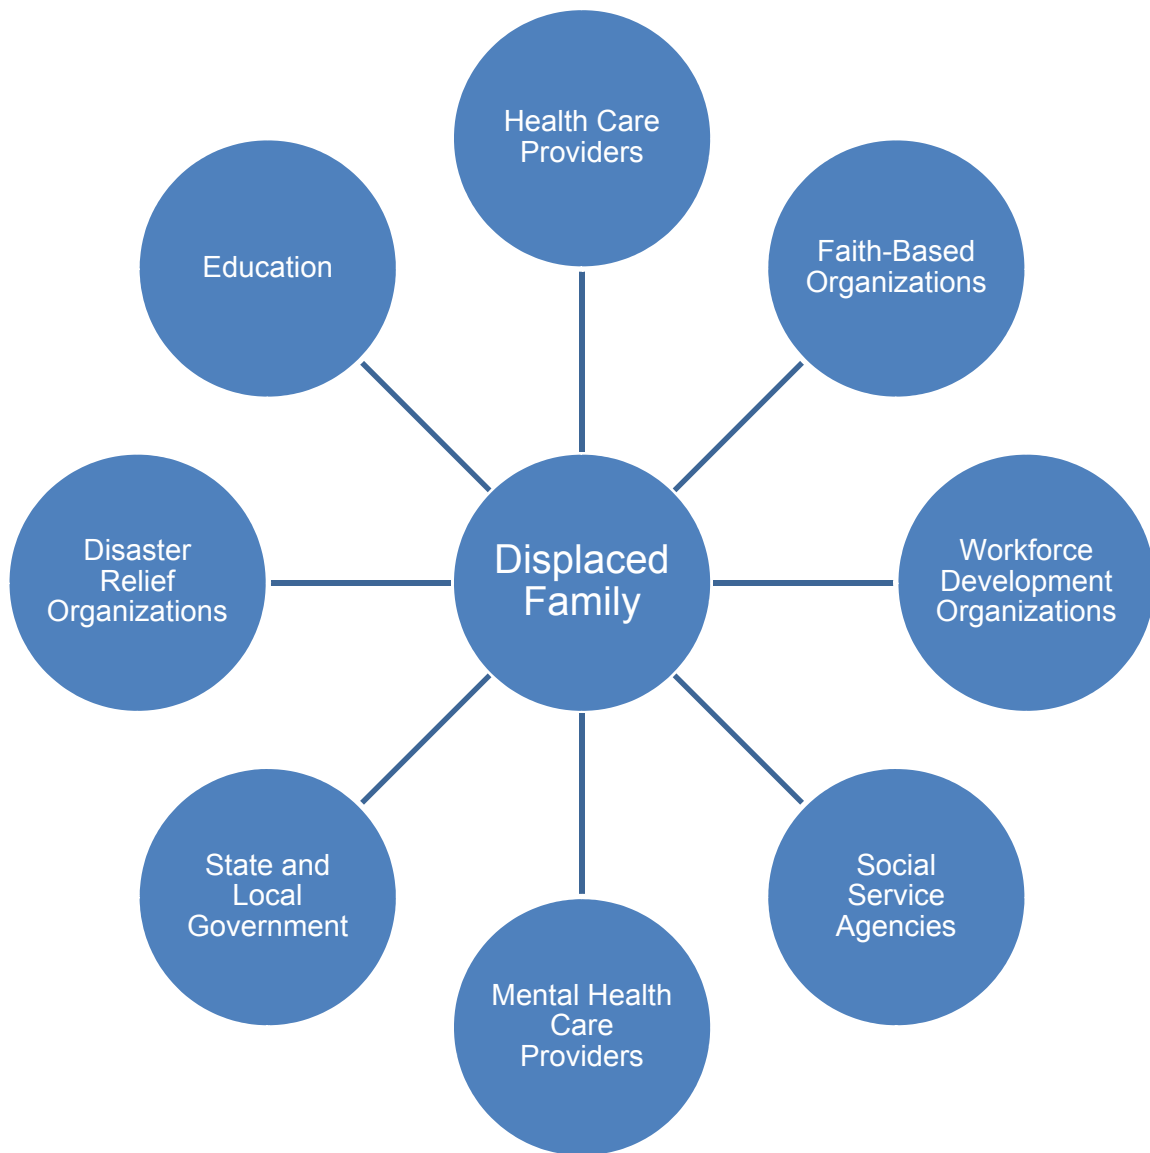 Health Care
Providers
Faith-Based
Organizations
Education
Workforce
Development
Organizations
Disaster
Relief
Organizations
Displaced
Family
Social
Service
Agencies
State and
Local
Government
Mental Health
Care
Providers